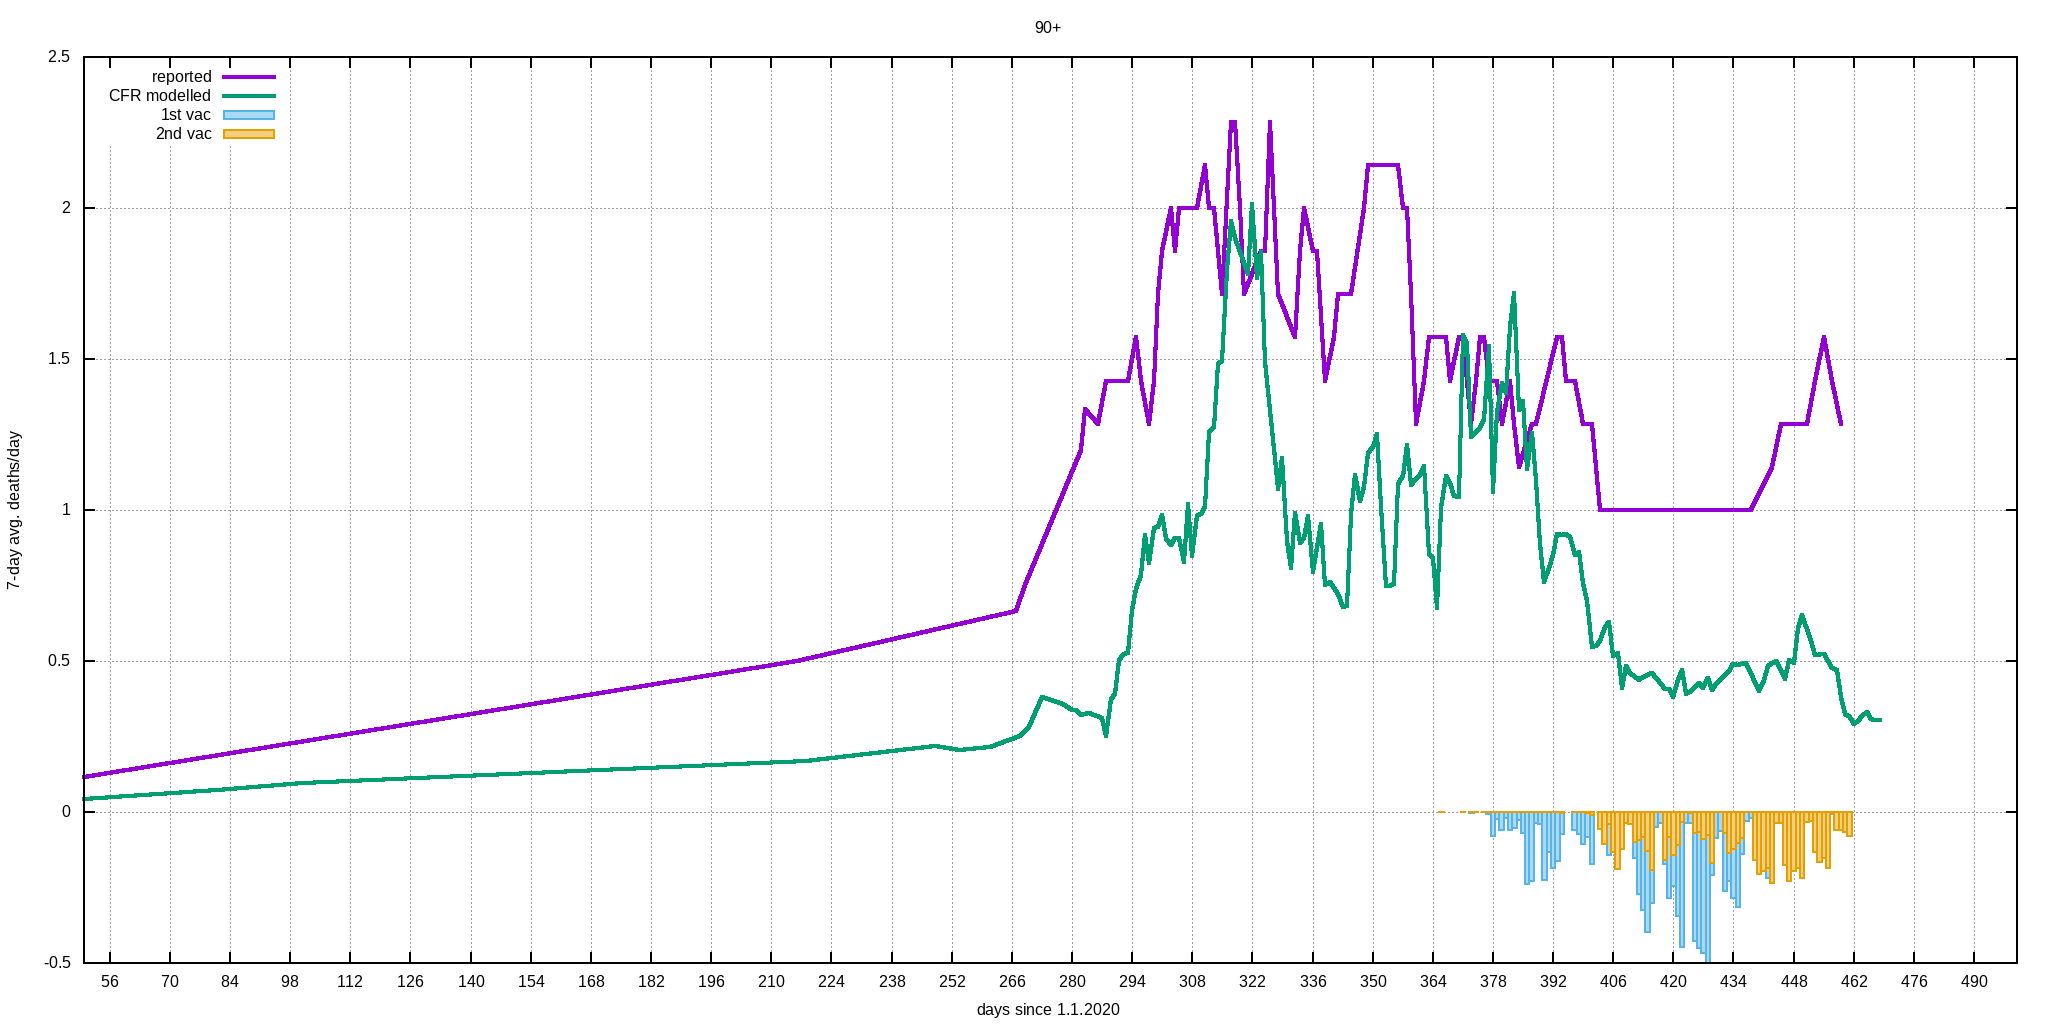 90+
2.5
2
1.5
1
0.5
0
-0.5
7-day avg. deaths/day
reported
CFR modelled
1st vac
2nd vac
56 70 84 98 112 126 140 154 168 182 196 210 224 238 252 266 280 294 308 322 336 350 364 378 392 406 420 434 448 462 476 490
days since 1.1.2020